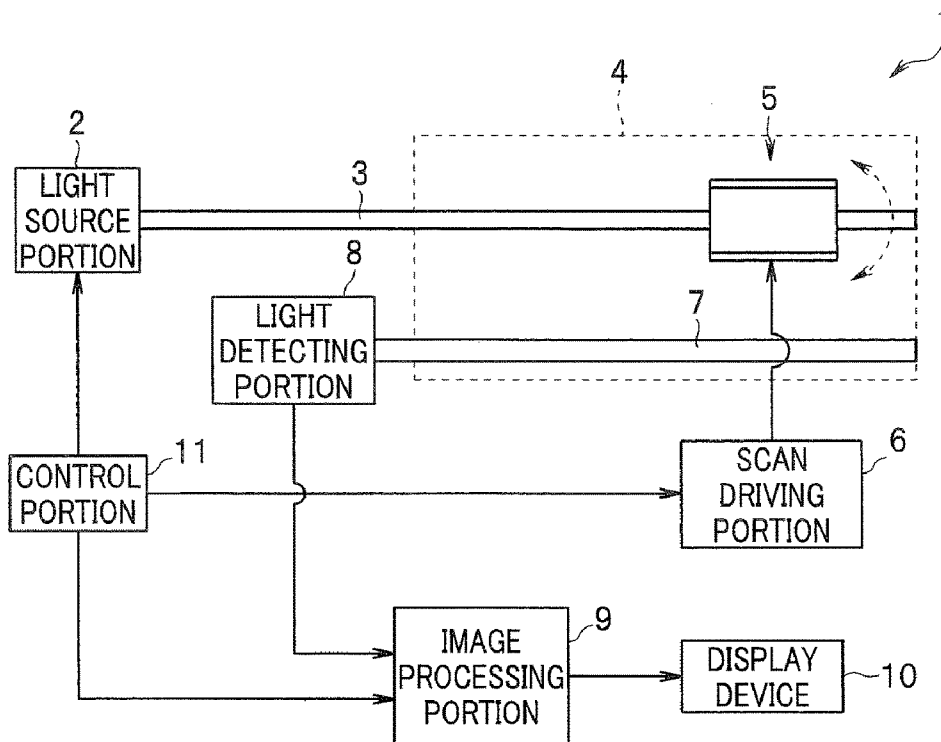 1
4
5
2
LIGHT
SOURCE
PORTION
3
8
LIGHT
DETECTING
PORTION
7
11
CONTROL
PORTION
6
SCAN
DRIVING
PORTION
9
IMAGE
PROCESSING
PORTION
DISPLAY
DEVICE
10